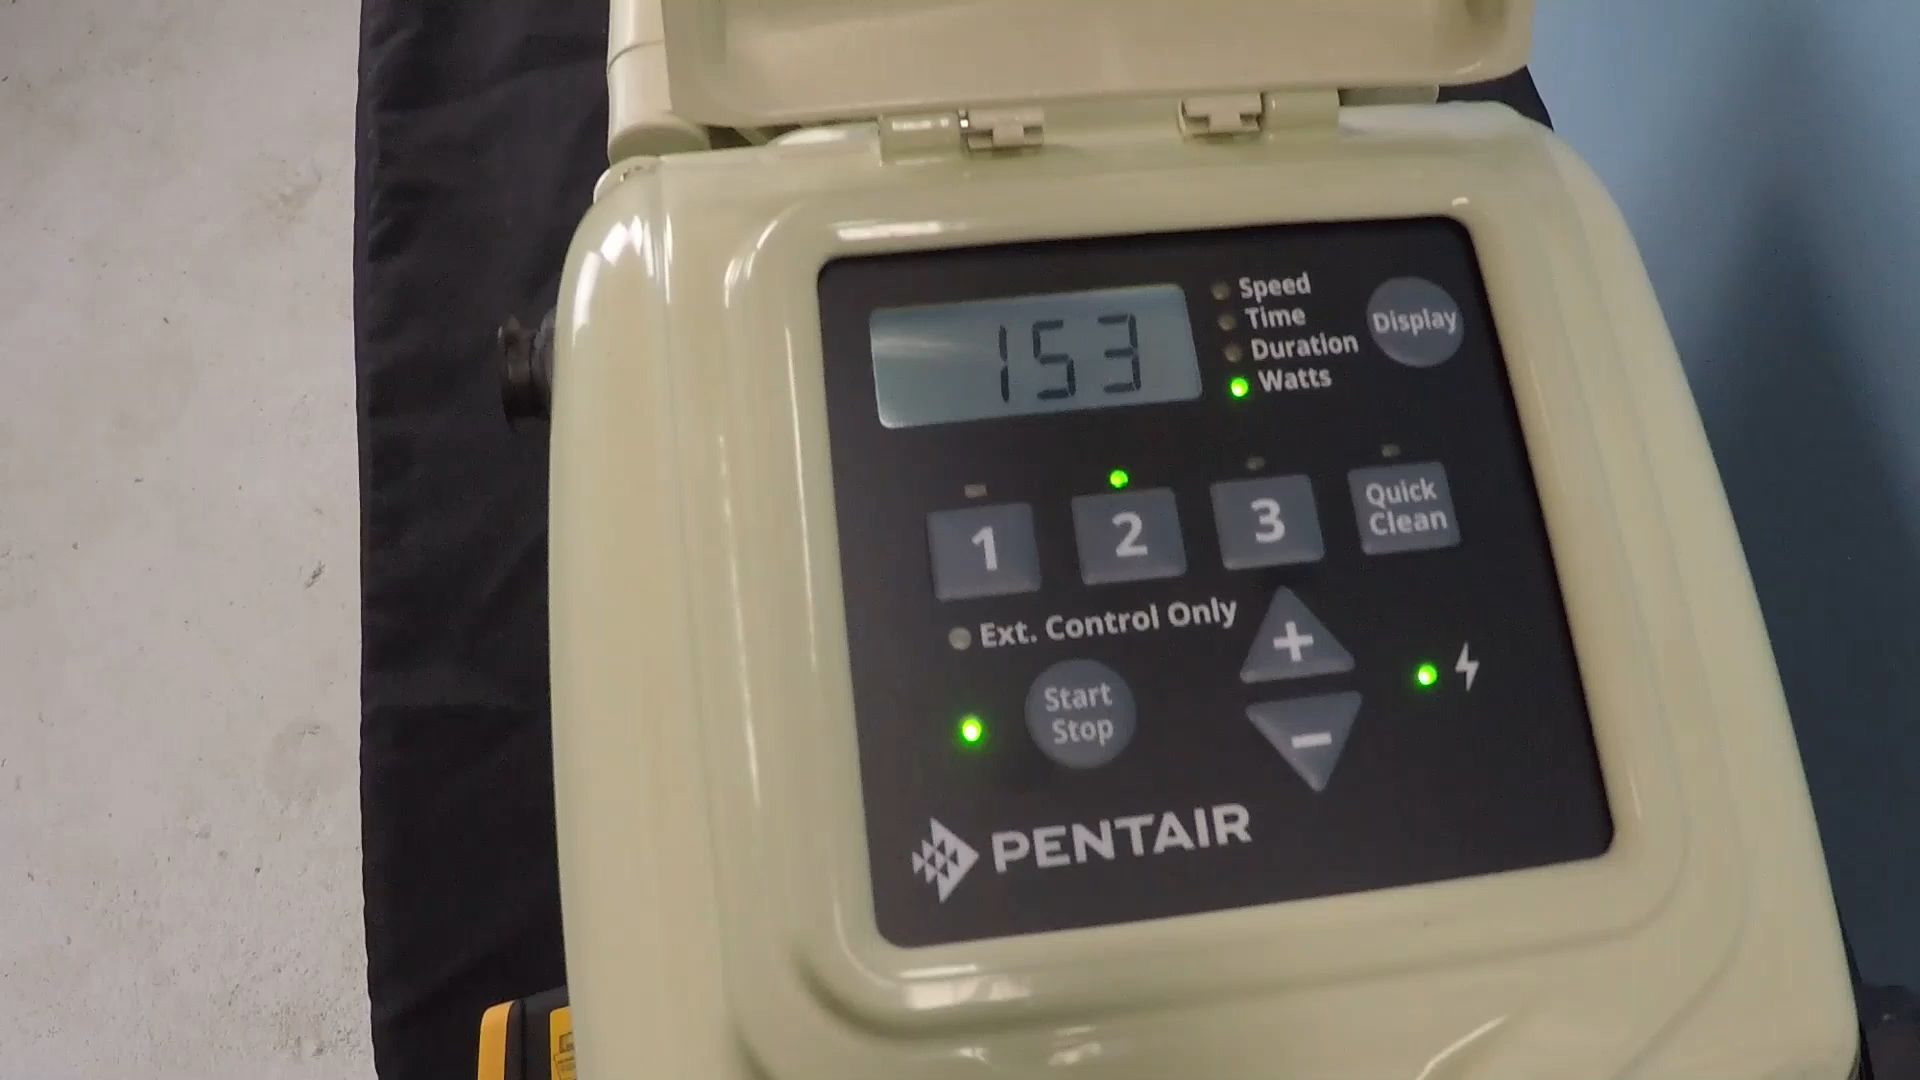 153
Speed
Time
Duration
Watts
Display
1
2
3
Quick
Clean
Ext. Control Only
+
Start
Stop
−
PENTAIR